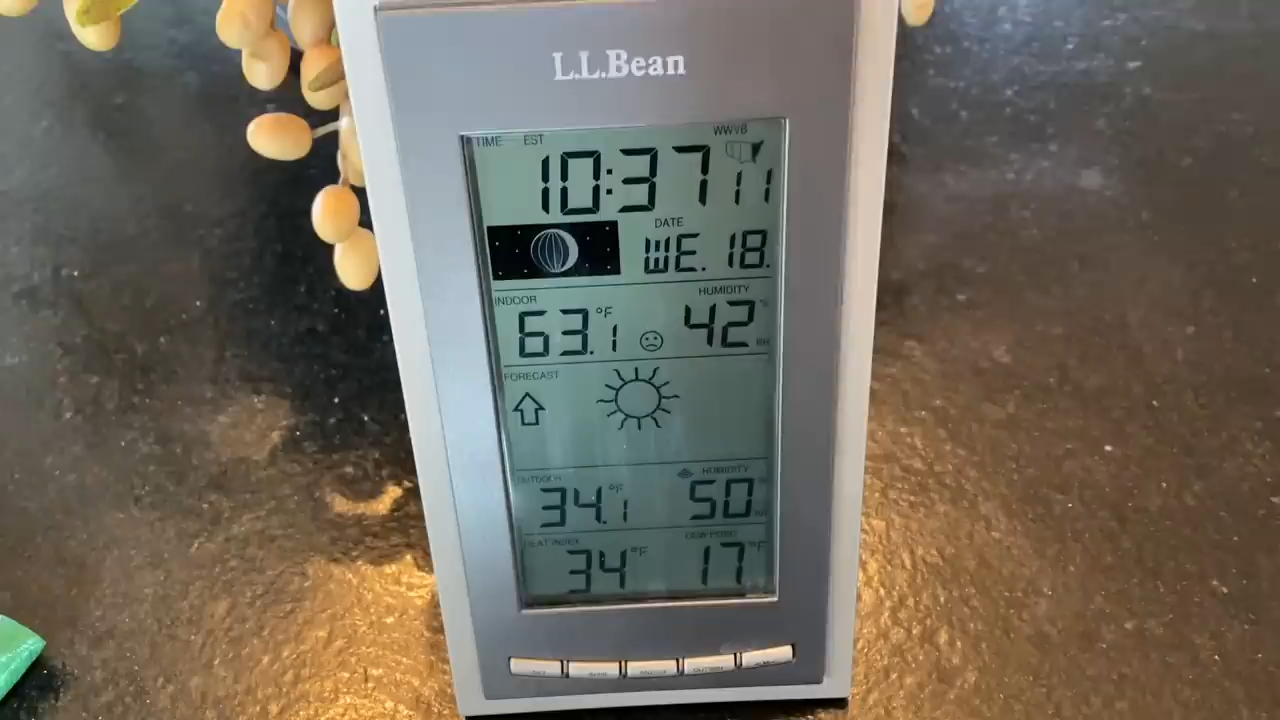 L.L.Bean
TIME EST WWVB
10:37 11
DATE
WE. 18.
INDOOR HUMIDITY
63.1 °F 42 %
RH
FORECAST
OUTDOOR HUMIDITY
34.1 °F 50
HEAT INDEX DEW POINT
34 °F 17 °F